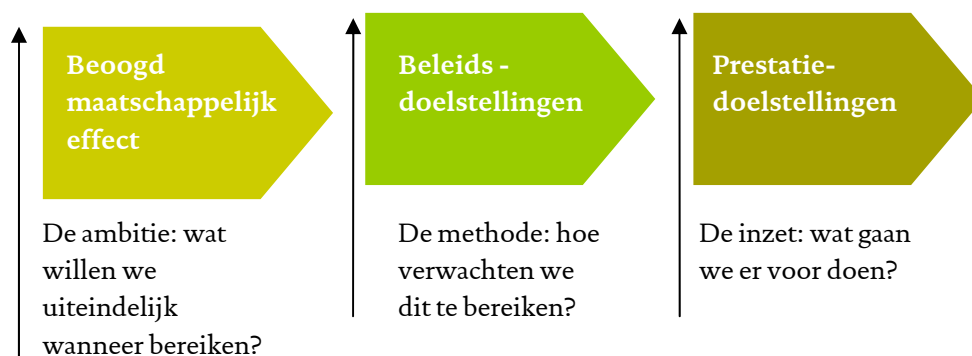 Beoogd
maatschappelijk
effect
De ambitie: wat
willen we
uiteindelijk
wanneer bereiken?
Beleids -
doelstellingen
De methode: hoe
verwachten we
dit te bereiken?
Prestatie-
doelstellingen
De inzet: wat gaan
we er voor doen?